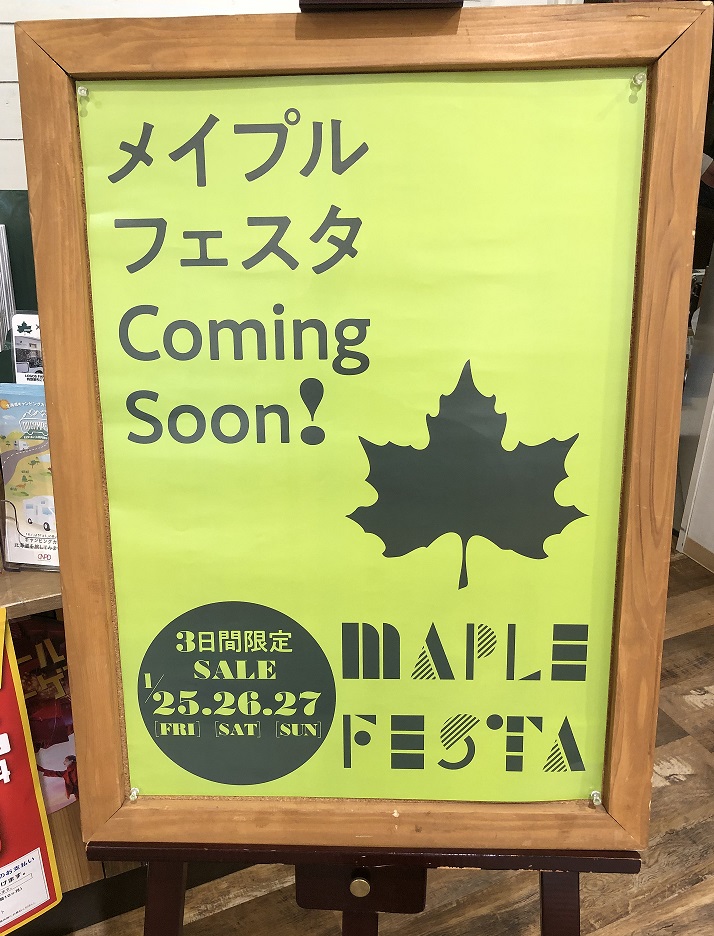 メイプル
フェスタ
Coming
Soon!
3日間限定
SALE
1/25.26.27
[FRI] [SAT] [SUN]
MAPLE
FESTA